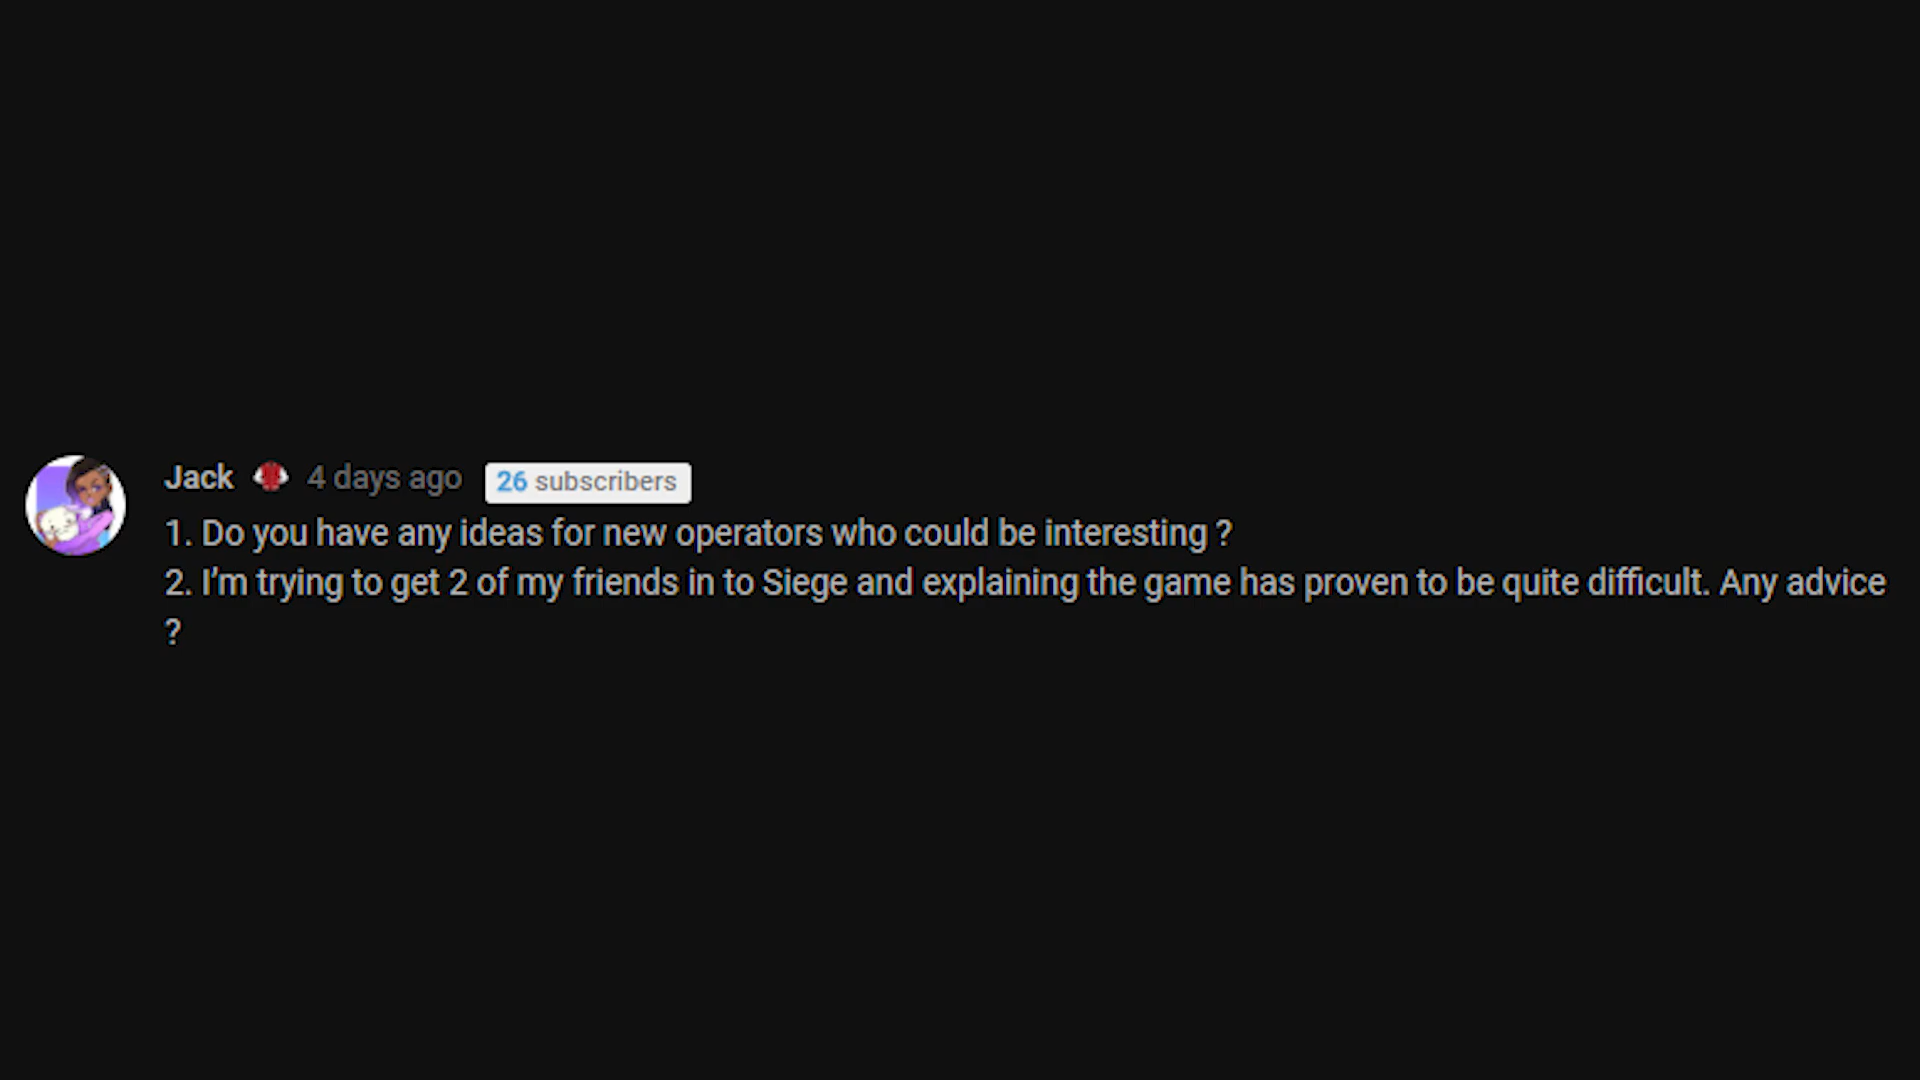 Jack 4 days ago 26 subscribers
1. Do you have any ideas for new operators who could be interesting ?
2. I’m trying to get 2 of my friends in to Siege and explaining the game has proven to be quite difficult. Any advice
?